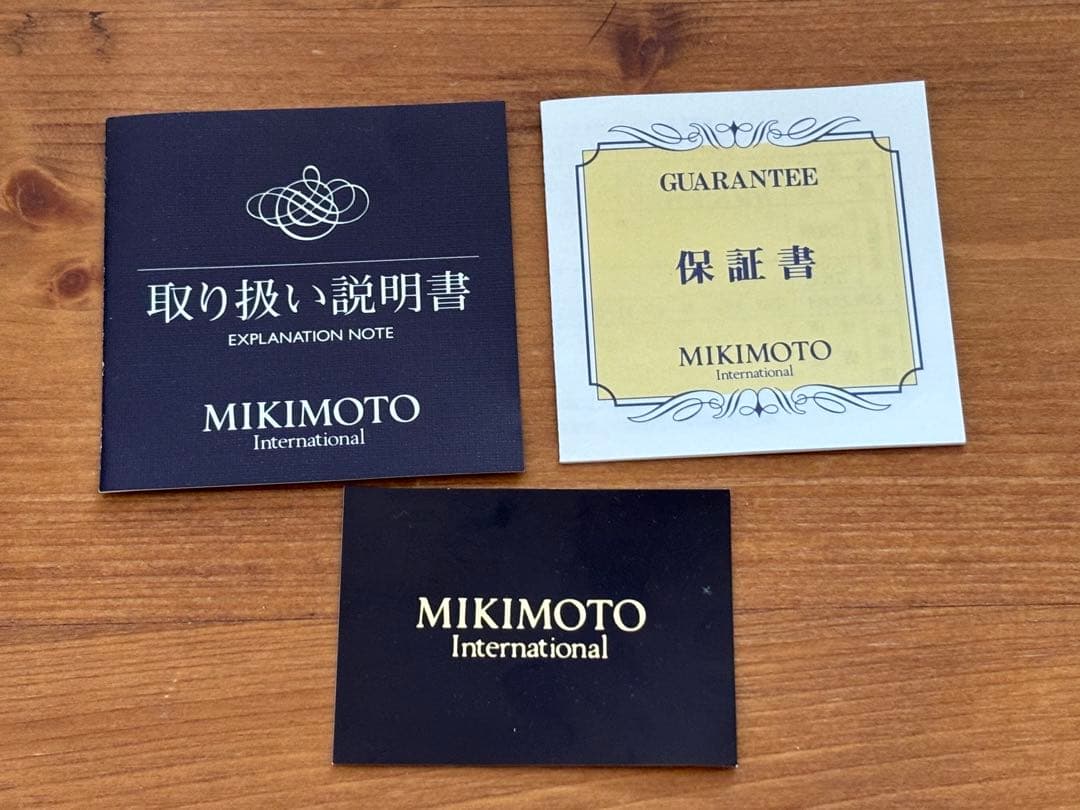 取り扱い説明書
EXPLANATION NOTE
MIKIMOTO
International
GUARANTEE
保証書
MIKIMOTO
International
MIKIMOTO
International